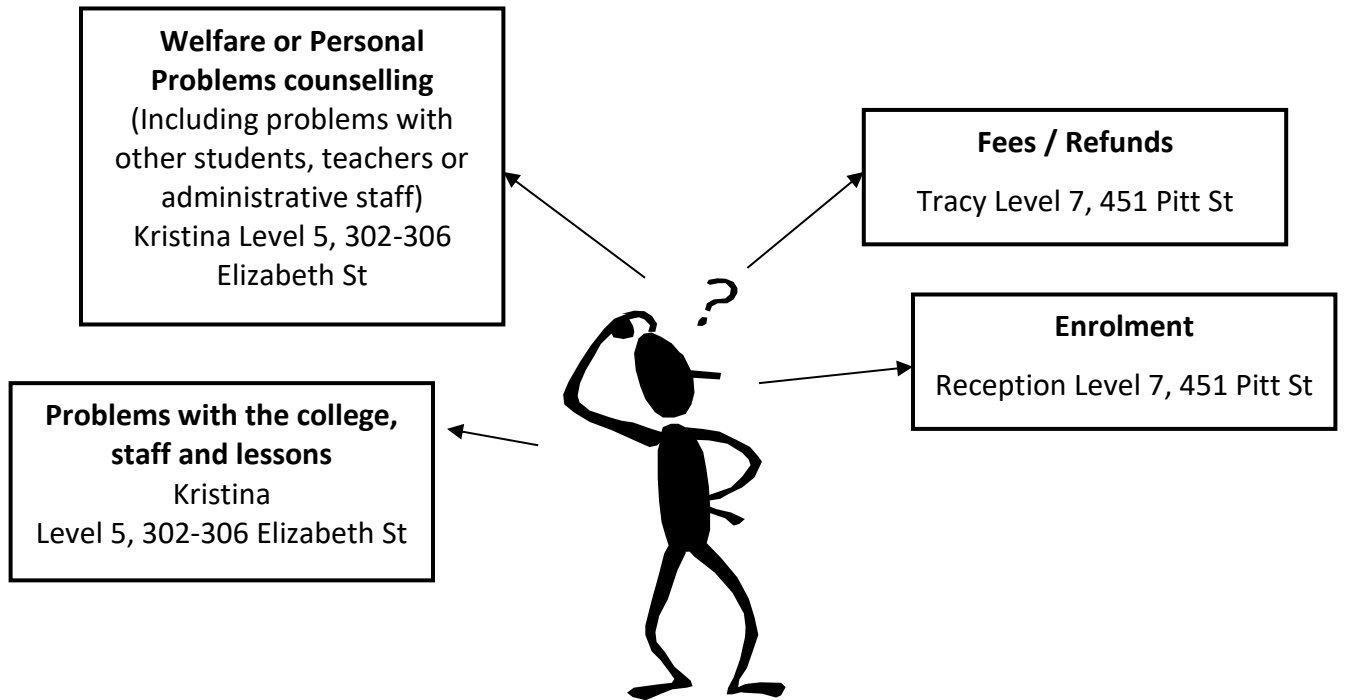 Welfare or Personal
Problems counselling
(Including problems with
other students, teachers or
administrative staff)
Kristina Level 5, 302-306
Elizabeth St
Fees / Refunds
Tracy Level 7, 451 Pitt St
?
Enrolment
Reception Level 7, 451 Pitt St
Problems with the college,
staff and lessons
Kristina
Level 5, 302-306 Elizabeth St